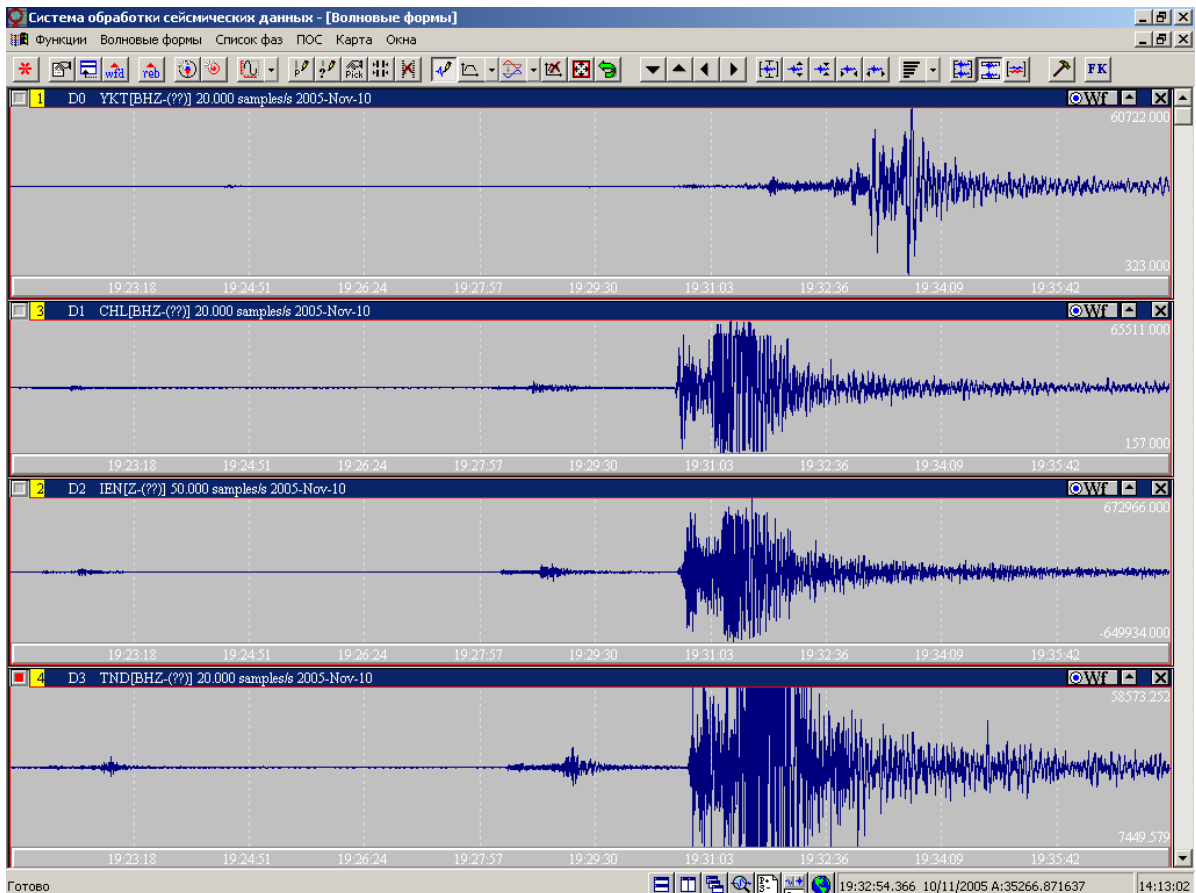 Система обработки сейсмических данных - [Волновые формы]
Функции Волновые формы Список фаз ПОС Карта Окна
wfd reb Pick FK
1 D0 YKT[BHZ-(??)] 20.000 samples/s 2005-Nov-10 Wf
60722.000
323.000
19:23:18 19:24:51 19:26:24 19:27:57 19:29:30 19:31:03 19:32:36 19:34:09 19:35:42
3 D1 CHL[BHZ-(??)] 20.000 samples/s 2005-Nov-10 Wf
65511.000
157.000
19:23:18 19:24:51 19:26:24 19:27:57 19:29:30 19:31:03 19:32:36 19:34:09 19:35:42
2 D2 IEN[Z-(??)] 50.000 samples/s 2005-Nov-10 Wf
672966.000
-649934.000
19:23:18 19:24:51 19:26:24 19:27:57 19:29:30 19:31:03 19:32:36 19:34:09 19:35:42
4 D3 TND[BHZ-(??)] 20.000 samples/s 2005-Nov-10 Wf
58573.252
7449.579
19:23:18 19:24:51 19:26:24 19:27:57 19:29:30 19:31:03 19:32:36 19:34:09 19:35:42
Готово 19:32:54.366 10/11/2005 A:35266.871637 14:13:02